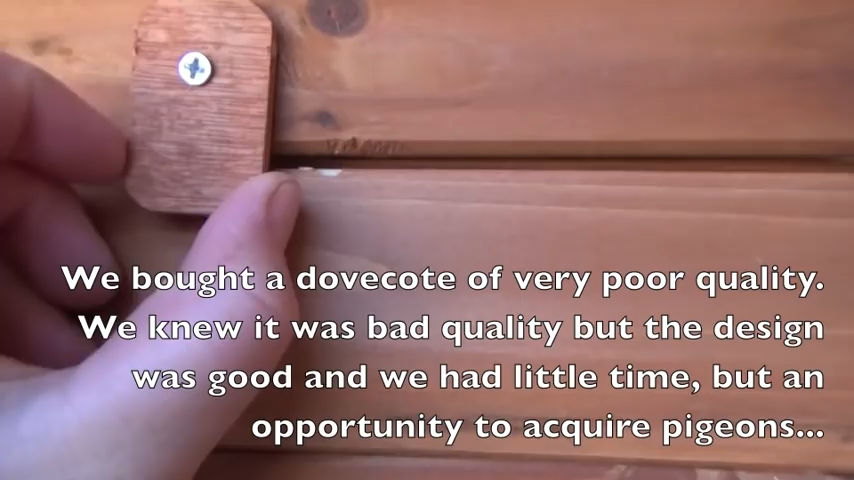 We bought a dovecote of very poor quality.
We knew it was bad quality but the design
was good and we had little time, but an
opportunity to acquire pigeons...